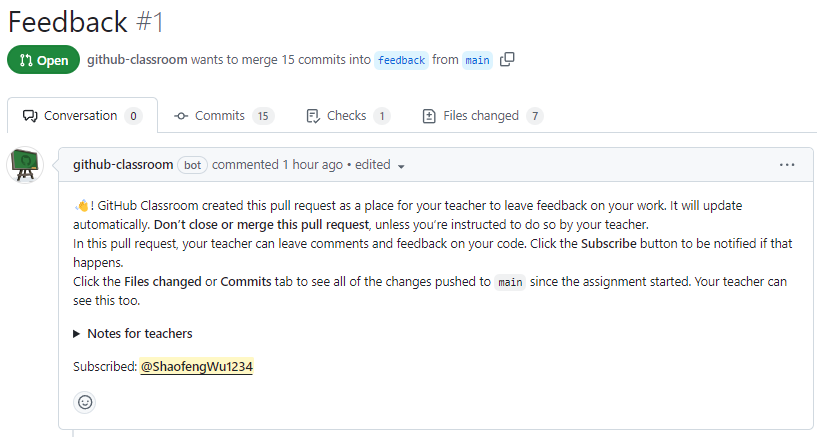 Feedback #1
Open github-classroom wants to merge 15 commits into feedback from main
Conversation 0 Commits 15 Checks 1 Files changed 7
github-classroom bot commented 1 hour ago • edited
👋! GitHub Classroom created this pull request as a place for your teacher to leave feedback on your work. It will update
automatically. Don’t close or merge this pull request, unless you’re instructed to do so by your teacher.
In this pull request, your teacher can leave comments and feedback on your code. Click the Subscribe button to be notified if that
happens.
Click the Files changed or Commits tab to see all of the changes pushed to main since the assignment started. Your teacher can
see this too.
Notes for teachers
Subscribed: @ShaofengWu1234